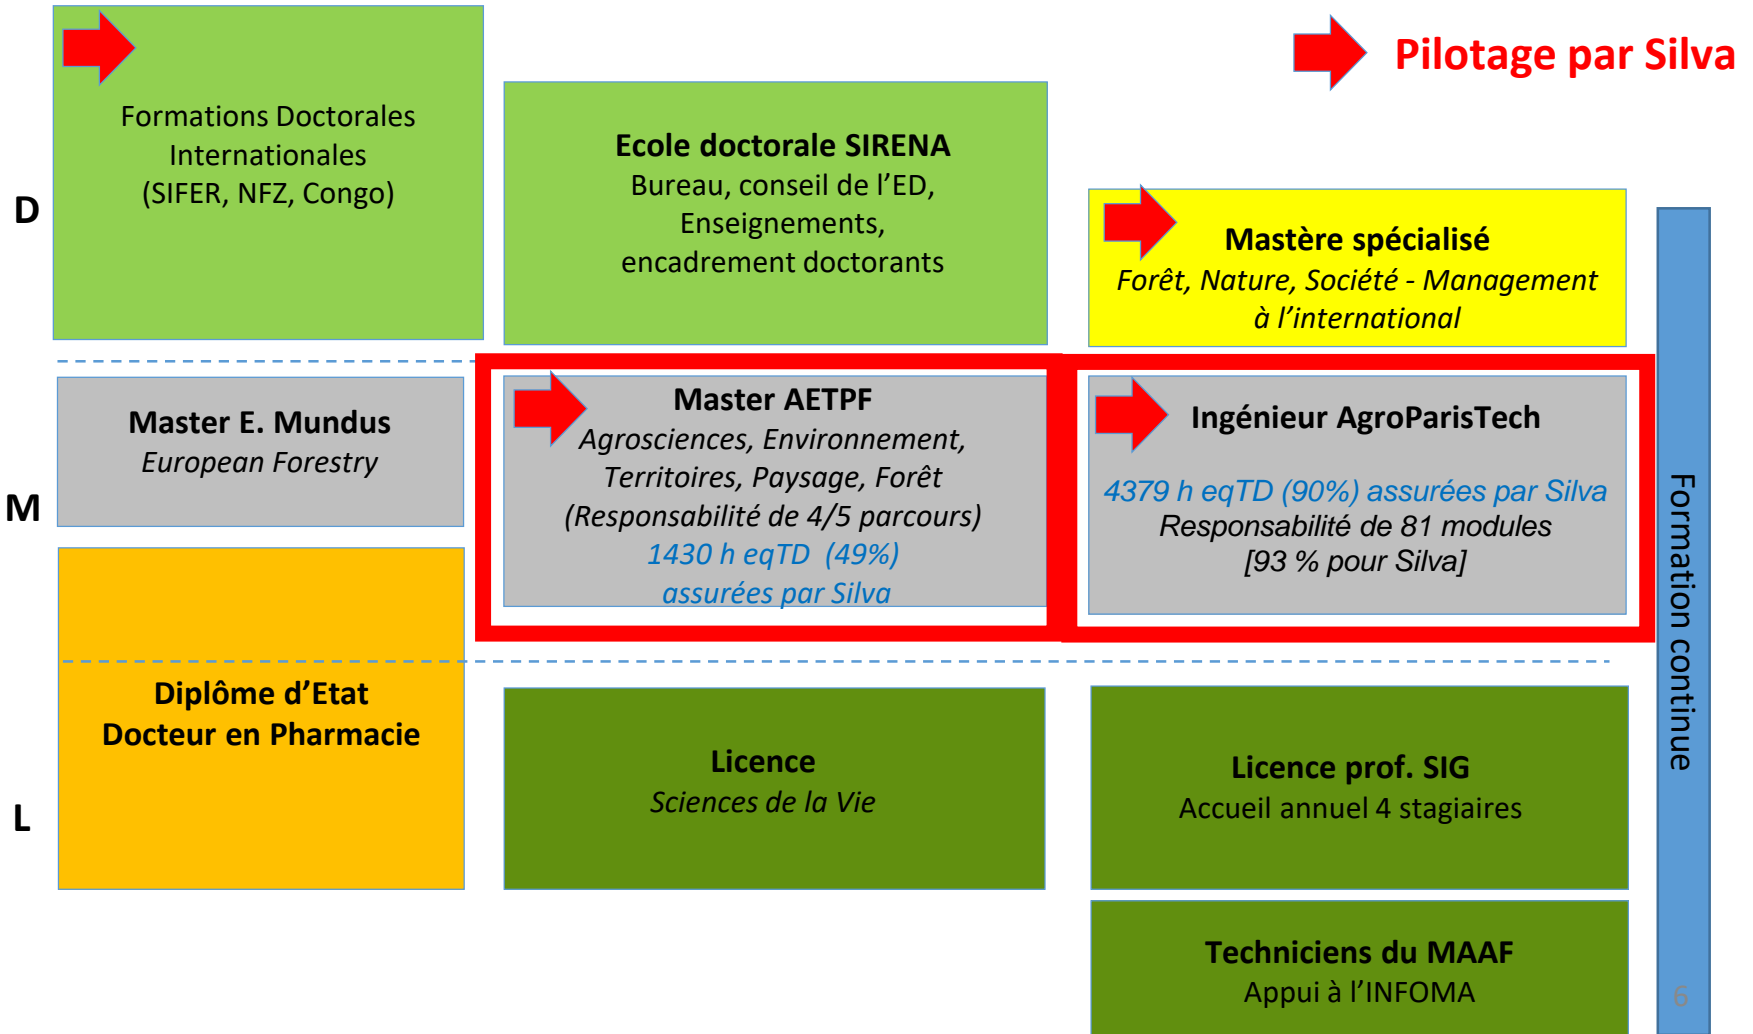 Pilotage par Silva
D
Formations Doctorales
Internationales
(SIFER, NFZ, Congo)
Ecole doctorale SIRENA
Bureau, conseil de l’ED,
Enseignements,
encadrement doctorants
Mastère spécialisé
Forêt, Nature, Société - Management
à l’international
M
Master E. Mundus
European Forestry
Master AETPF
Agrosciences, Environnement,
Territoires, Paysage, Forêt
(Responsabilité de 4/5 parcours)
1430 h eqTD (49%)
assurées par Silva
Ingénieur AgroParisTech
4379 h eqTD (90%) assurées par Silva
Responsabilité de 81 modules
[93 % pour Silva]
Formation continue
L
Diplôme d’Etat
Docteur en Pharmacie
Licence
Sciences de la Vie
Licence prof. SIG
Accueil annuel 4 stagiaires
Techniciens du MAAF
Appui à l’INFOMA
6